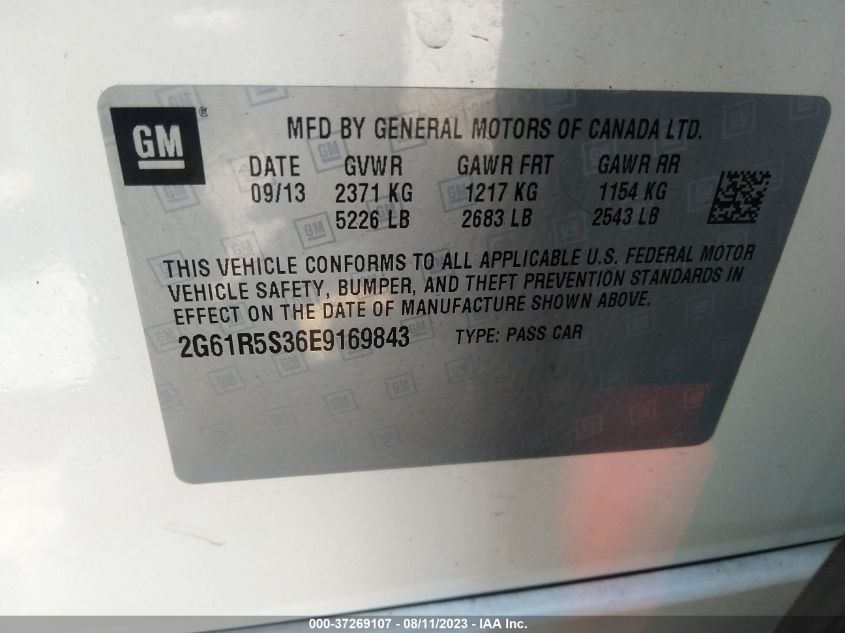 GM ®
MFD BY GENERAL MOTORS OF CANADA LTD.
DATE GVWR GAWR FRT GAWR RR
09/13 2371 KG 1217 KG 1154 KG
5226 LB 2683 LB 2543 LB
THIS VEHICLE CONFORMS TO ALL APPLICABLE U.S. FEDERAL MOTOR
VEHICLE SAFETY, BUMPER, AND THEFT PREVENTION STANDARDS IN
EFFECT ON THE DATE OF MANUFACTURE SHOWN ABOVE.
2G61R5S36E9169843 TYPE: PASS CAR
000-37269107 - 08/11/2023 - IAA Inc.